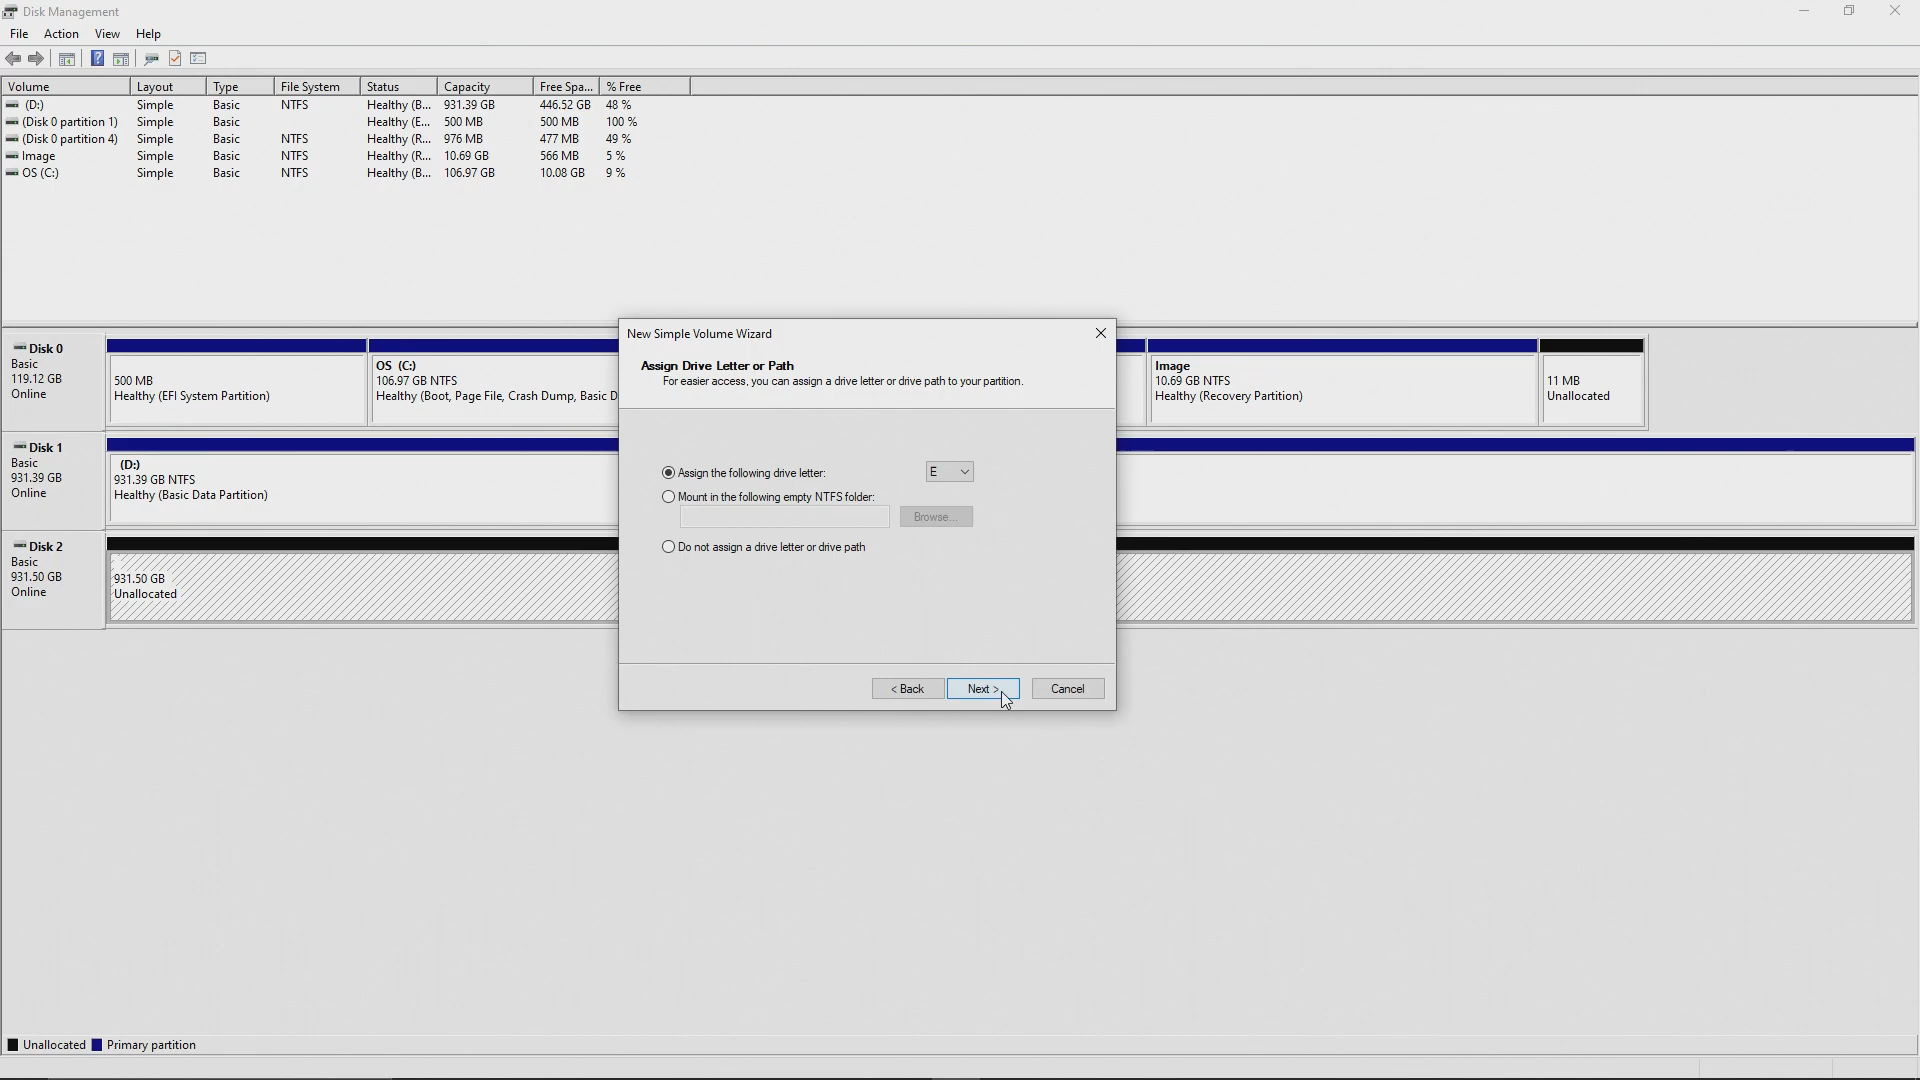 Disk Management
File Action View Help
Volume Layout Type File System Status Capacity Free Spa... % Free
(D:) Simple Basic NTFS Healthy (B... 931.39 GB 446.52 GB 48 %
(Disk 0 partition 1) Simple Basic Healthy (E... 500 MB 500 MB 100 %
(Disk 0 partition 4) Simple Basic NTFS Healthy (R... 976 MB 477 MB 49 %
Image Simple Basic NTFS Healthy (R... 10.69 GB 566 MB 5 %
OS (C:) Simple Basic NTFS Healthy (B... 106.97 GB 10.08 GB 9 %
Disk 0
Basic
119.12 GB
Online
500 MB
Healthy (EFI System Partition)
OS (C:)
106.97 GB NTFS
Healthy (Boot, Page File, Crash Dump, Basic D
Image
10.69 GB NTFS
Healthy (Recovery Partition)
11 MB
Unallocated
Disk 1
Basic
931.39 GB
Online
(D:)
931.39 GB NTFS
Healthy (Basic Data Partition)
Disk 2
Basic
931.50 GB
Online
931.50 GB
Unallocated
New Simple Volume Wizard
Assign Drive Letter or Path
For easier access, you can assign a drive letter or drive path to your partition.
Assign the following drive letter: E
Mount in the following empty NTFS folder:
Browse...
Do not assign a drive letter or drive path
< Back Next > Cancel
Unallocated Primary partition